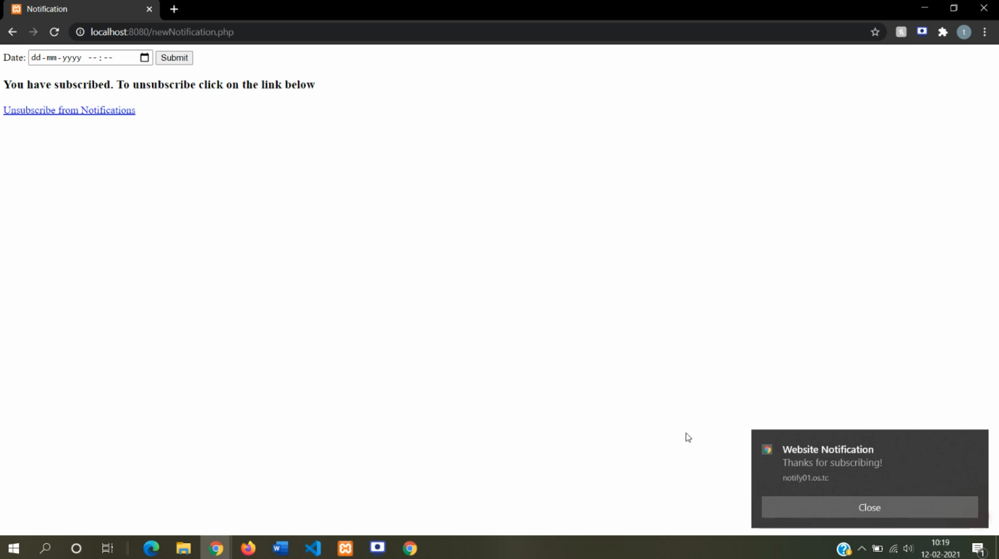 Notification
localhost:8080/newNotification.php
t
Date: dd-mm-yyyy --:-- Submit
You have subscribed. To unsubscribe click on the link below
Unsubscribe from Notifications
Website Notification
Thanks for subscribing!
notify01.os.tc
Close
10:19
12-02-2021
1